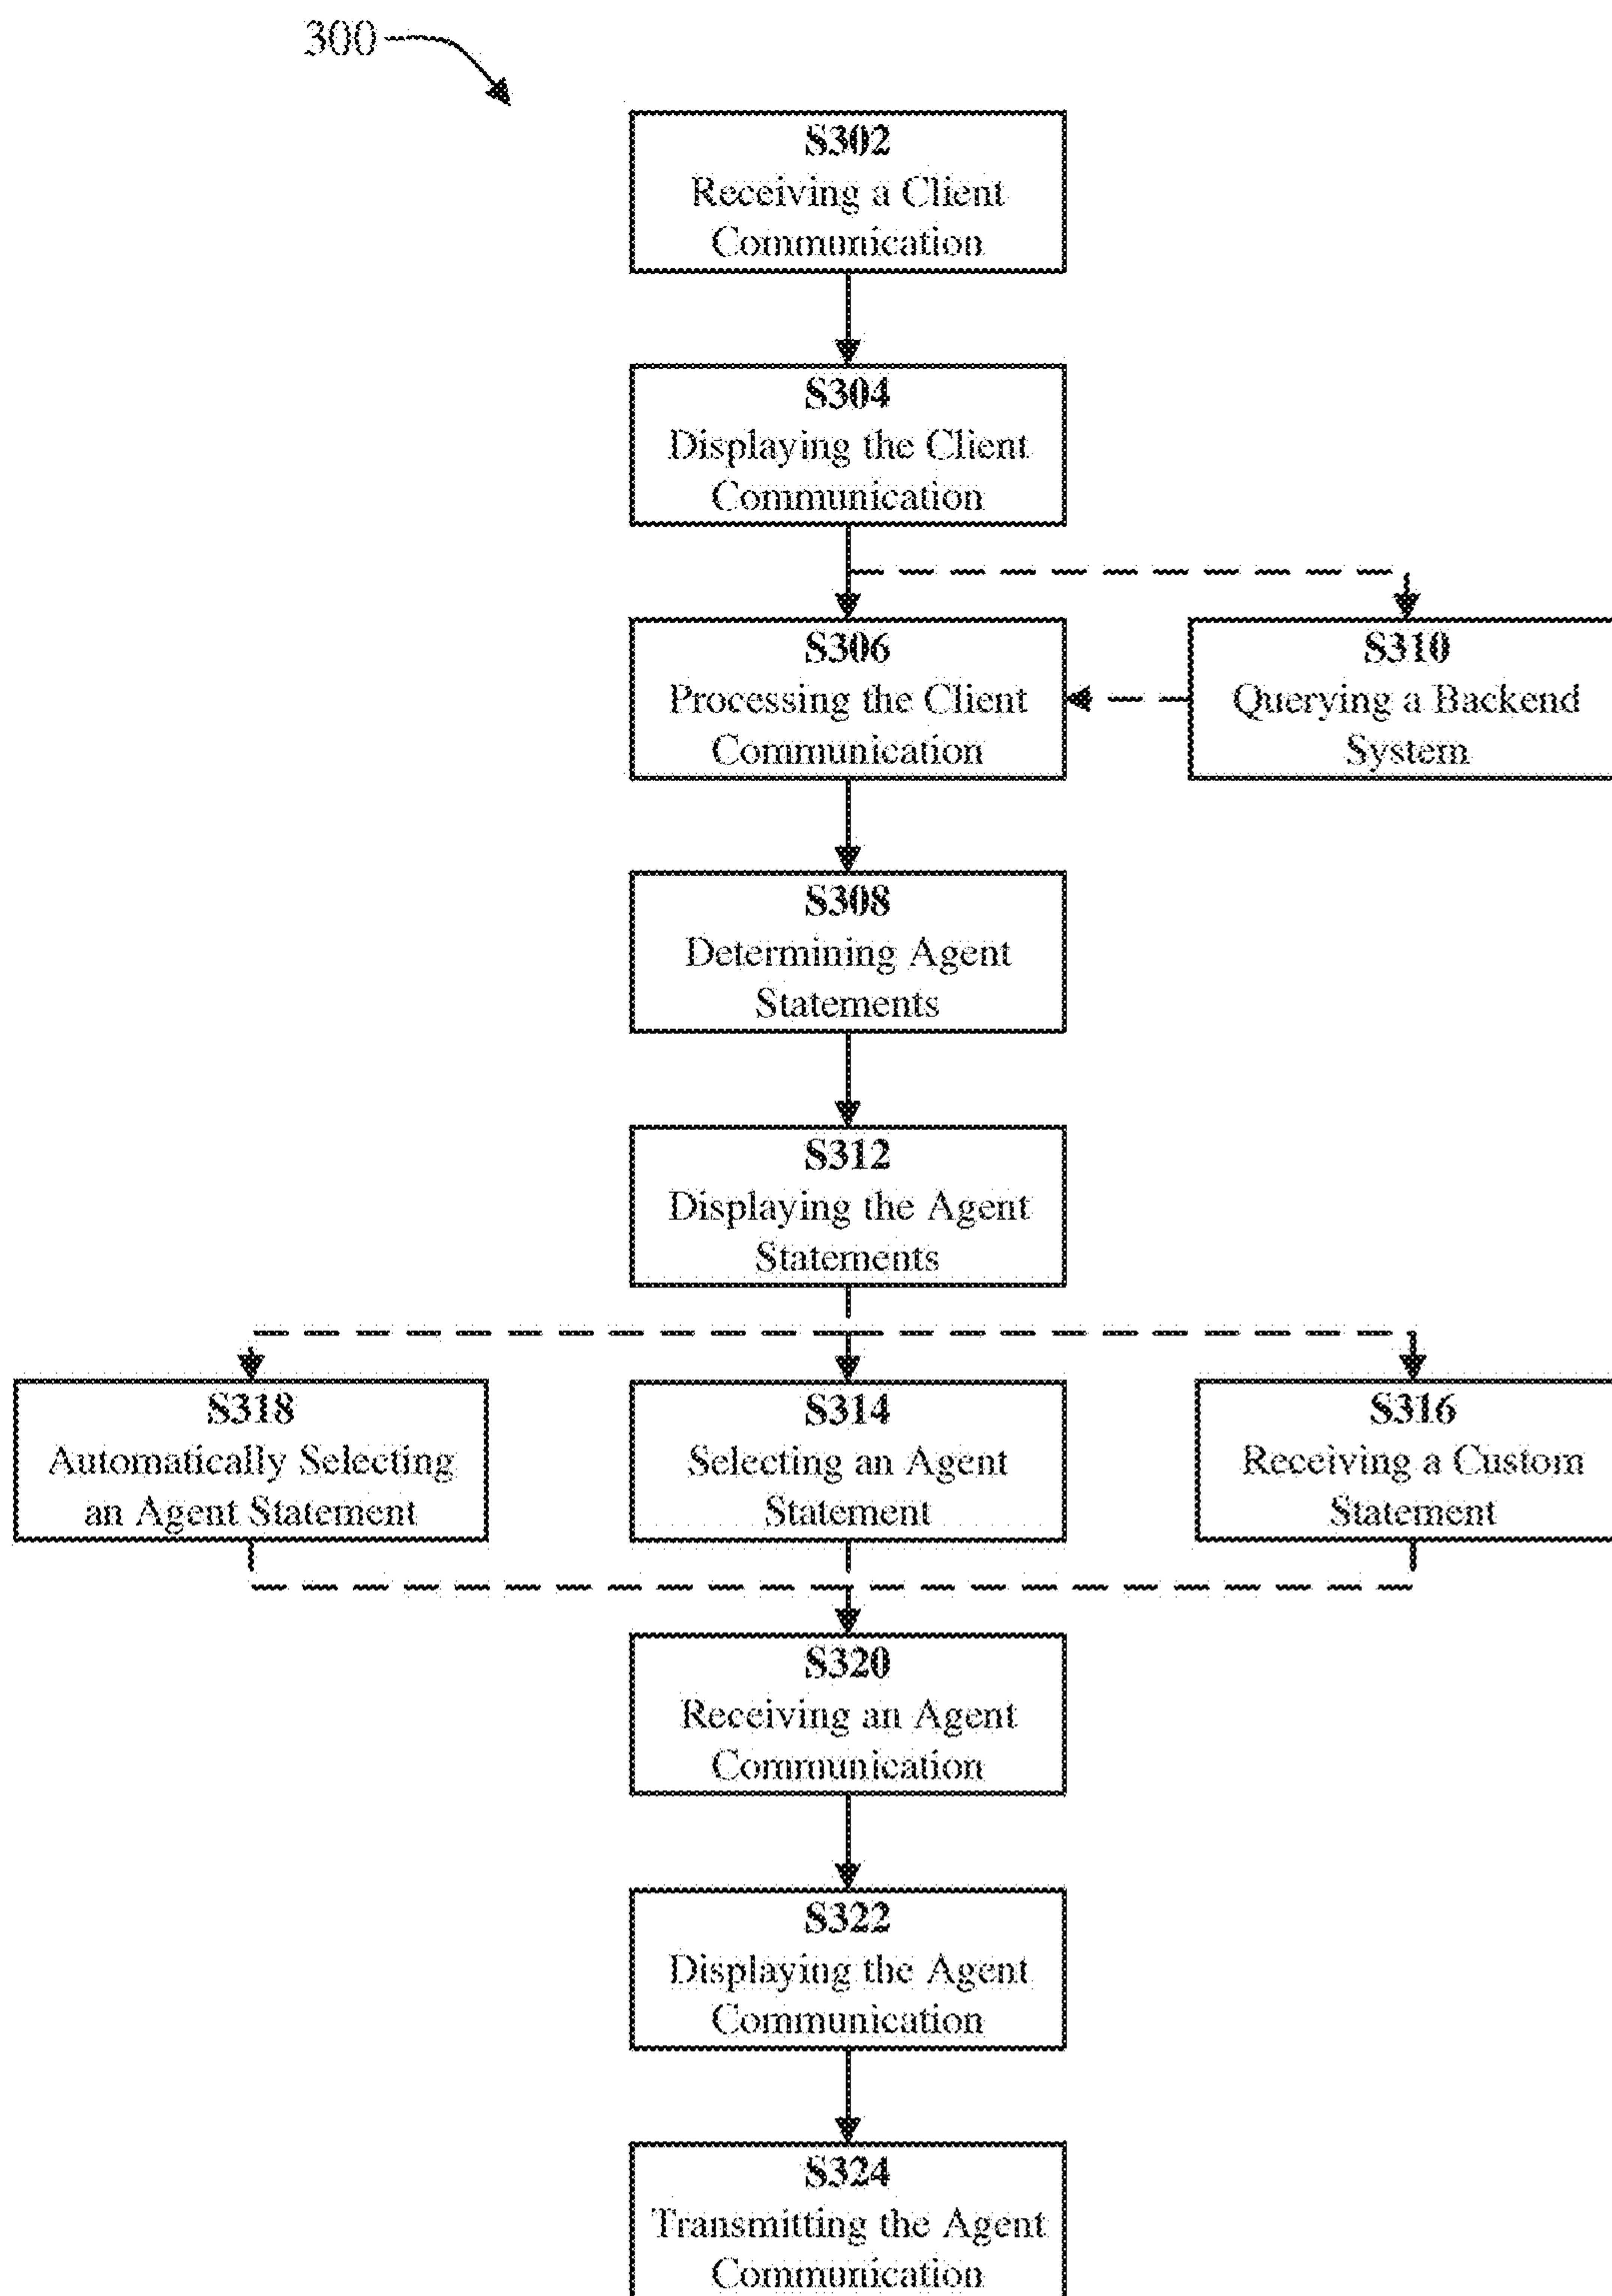 300
S302
Receiving a Client
Communication
S304
Displaying the Client
Communication
S306
Processing the Client
Communication
S310
Querying a Backend
System
S308
Determining Agent
Statements
S312
Displaying the Agent
Statements
S318
Automatically Selecting
an Agent Statement
S314
Selecting an Agent
Statement
S316
Receiving a Custom
Statement
S320
Receiving an Agent
Communication
S322
Displaying the Agent
Communication
S324
Transmitting the Agent
Communication